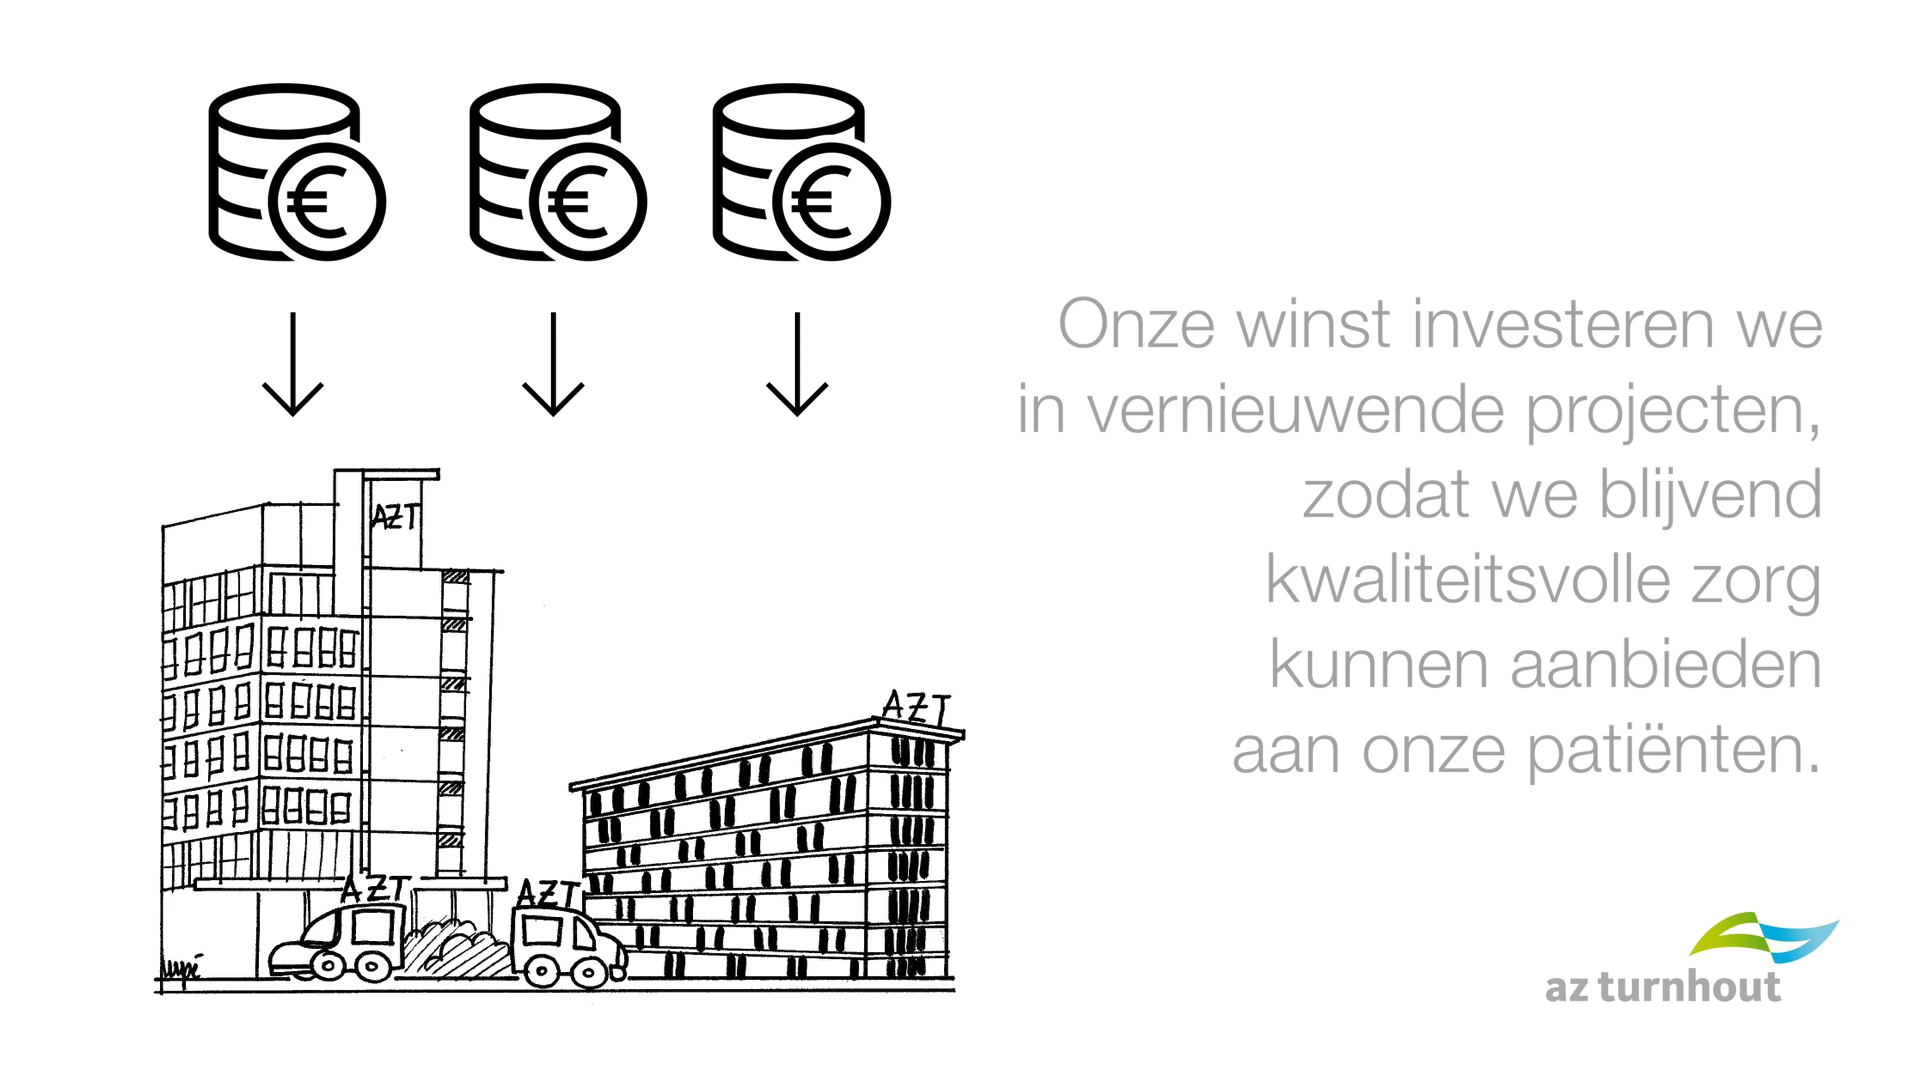 € € €
Onze winst investeren we
in vernieuwende projecten,
zodat we blijvend
kwaliteitsvolle zorg
kunnen aanbieden
aan onze patiënten.
AZT
AZT
AZT
AZT
az turnhout